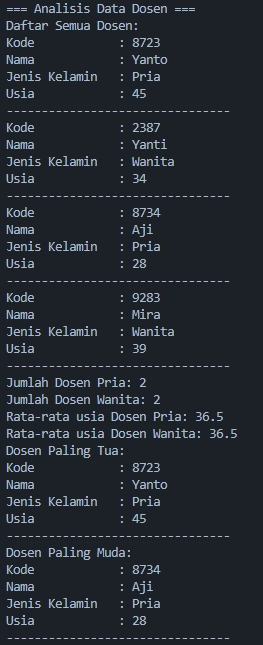 === Analisis Data Dosen ===
Daftar Semua Dosen:
Kode : 8723
Nama : Yanto
Jenis Kelamin : Pria
Usia : 45
--------------------------------
Kode : 2387
Nama : Yanti
Jenis Kelamin : Wanita
Usia : 34
--------------------------------
Kode : 8734
Nama : Aji
Jenis Kelamin : Pria
Usia : 28
--------------------------------
Kode : 9283
Nama : Mira
Jenis Kelamin : Wanita
Usia : 39
--------------------------------
Jumlah Dosen Pria: 2
Jumlah Dosen Wanita: 2
Rata-rata usia Dosen Pria: 36.5
Rata-rata usia Dosen Wanita: 36.5
Dosen Paling Tua:
Kode : 8723
Nama : Yanto
Jenis Kelamin : Pria
Usia : 45
--------------------------------
Dosen Paling Muda:
Kode : 8734
Nama : Aji
Jenis Kelamin : Pria
Usia : 28
--------------------------------